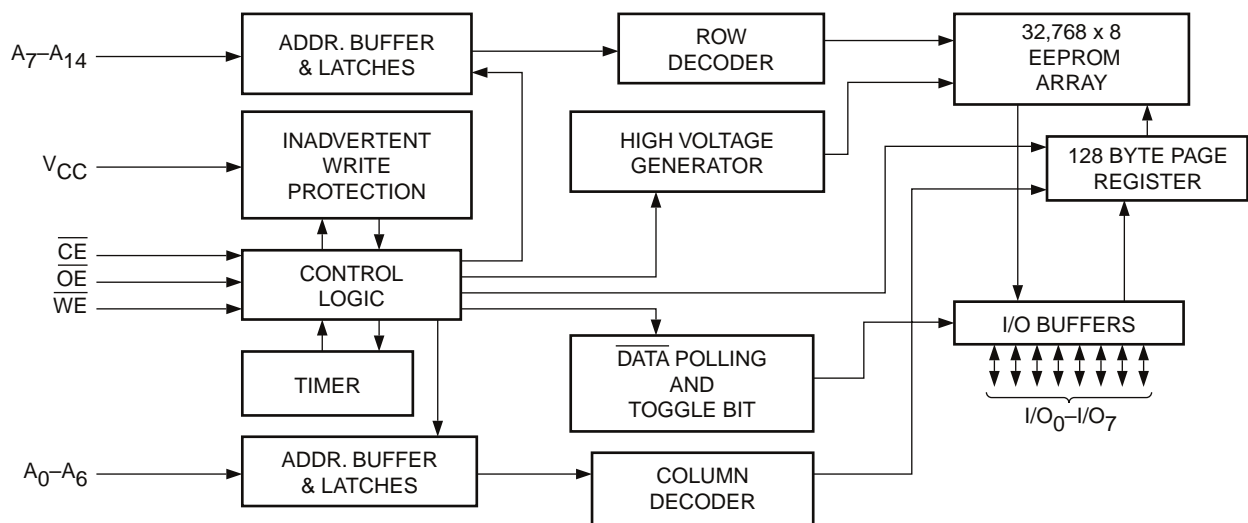 A7–A14
ADDR. BUFFER
& LATCHES
ROW
DECODER
32,768 x 8
EEPROM
ARRAY
VCC
INADVERTENT
WRITE
PROTECTION
HIGH VOLTAGE
GENERATOR
128 BYTE PAGE
REGISTER
CE
OE
WE
CONTROL
LOGIC
I/O BUFFERS
TIMER
DATA POLLING
AND
TOGGLE BIT
I/O0–I/O7
A0–A6
ADDR. BUFFER
& LATCHES
COLUMN
DECODER